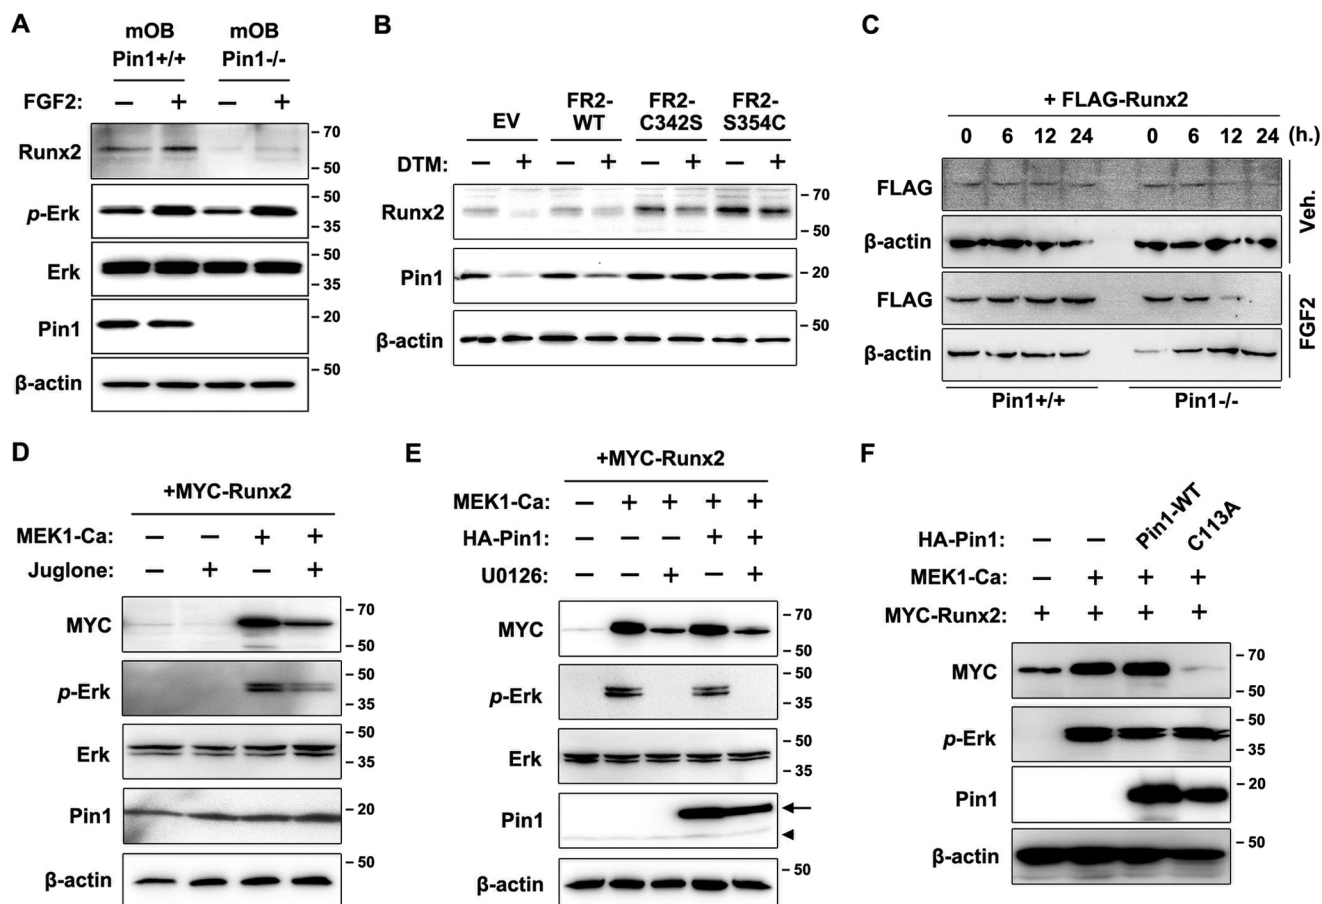 A
mOB mOB
Pin1+/+ Pin1-/-
FGF2: – + – +
Runx2
– 70
– 50
p-Erk
– 50
– 35
Erk
– 50
– 35
Pin1
– 20
β-actin
– 50
B
EV FR2-WT FR2-C342S FR2-S354C
DTM: – + – + – + – +
Runx2
– 70
– 50
Pin1
– 20
β-actin
– 50
C
+ FLAG-Runx2
0 6 12 24 0 6 12 24 (h.)
FLAG
β-actin
Veh.
FLAG
β-actin
FGF2
Pin1+/+ Pin1-/-
D
+MYC-Runx2
MEK1-Ca: – – + +
Juglone: – + – +
MYC
– 70
– 50
p-Erk
– 50
– 35
Erk
– 50
– 35
Pin1
– 20
β-actin
– 50
E
+MYC-Runx2
MEK1-Ca: – + + + +
HA-Pin1: – – – + +
U0126: – – + – +
MYC
– 70
– 50
p-Erk
– 50
– 35
Erk
– 50
– 35
Pin1
β-actin
– 50
F
HA-Pin1: – – Pin1-WT C113A
MEK1-Ca: – + + +
MYC-Runx2: + + + +
MYC
– 70
– 50
p-Erk
– 50
– 35
Pin1
– 20
β-actin
– 50